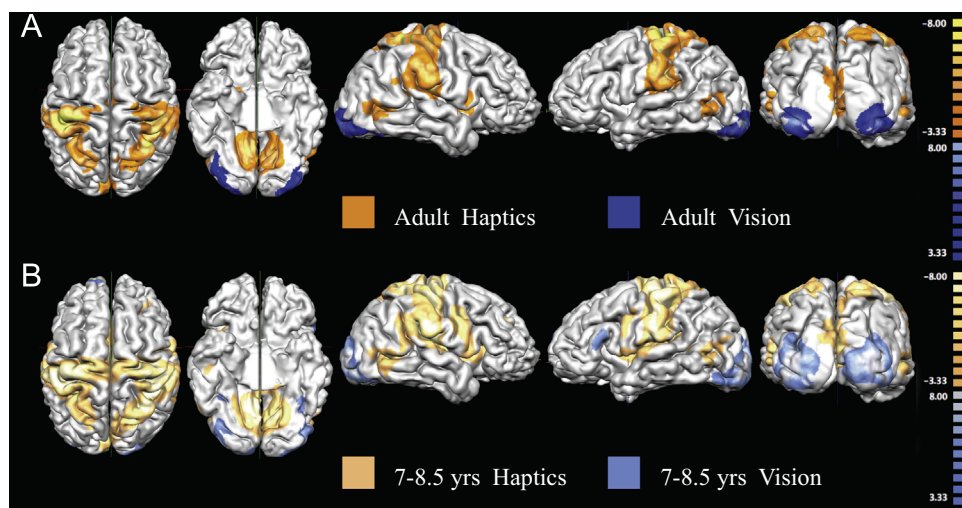 A
-8.00
-3.33
8.00
Adult Haptics
Adult Vision
3.33
B
-8.00
-3.33
8.00
7-8.5 yrs Haptics
7-8.5 yrs Vision
3.33